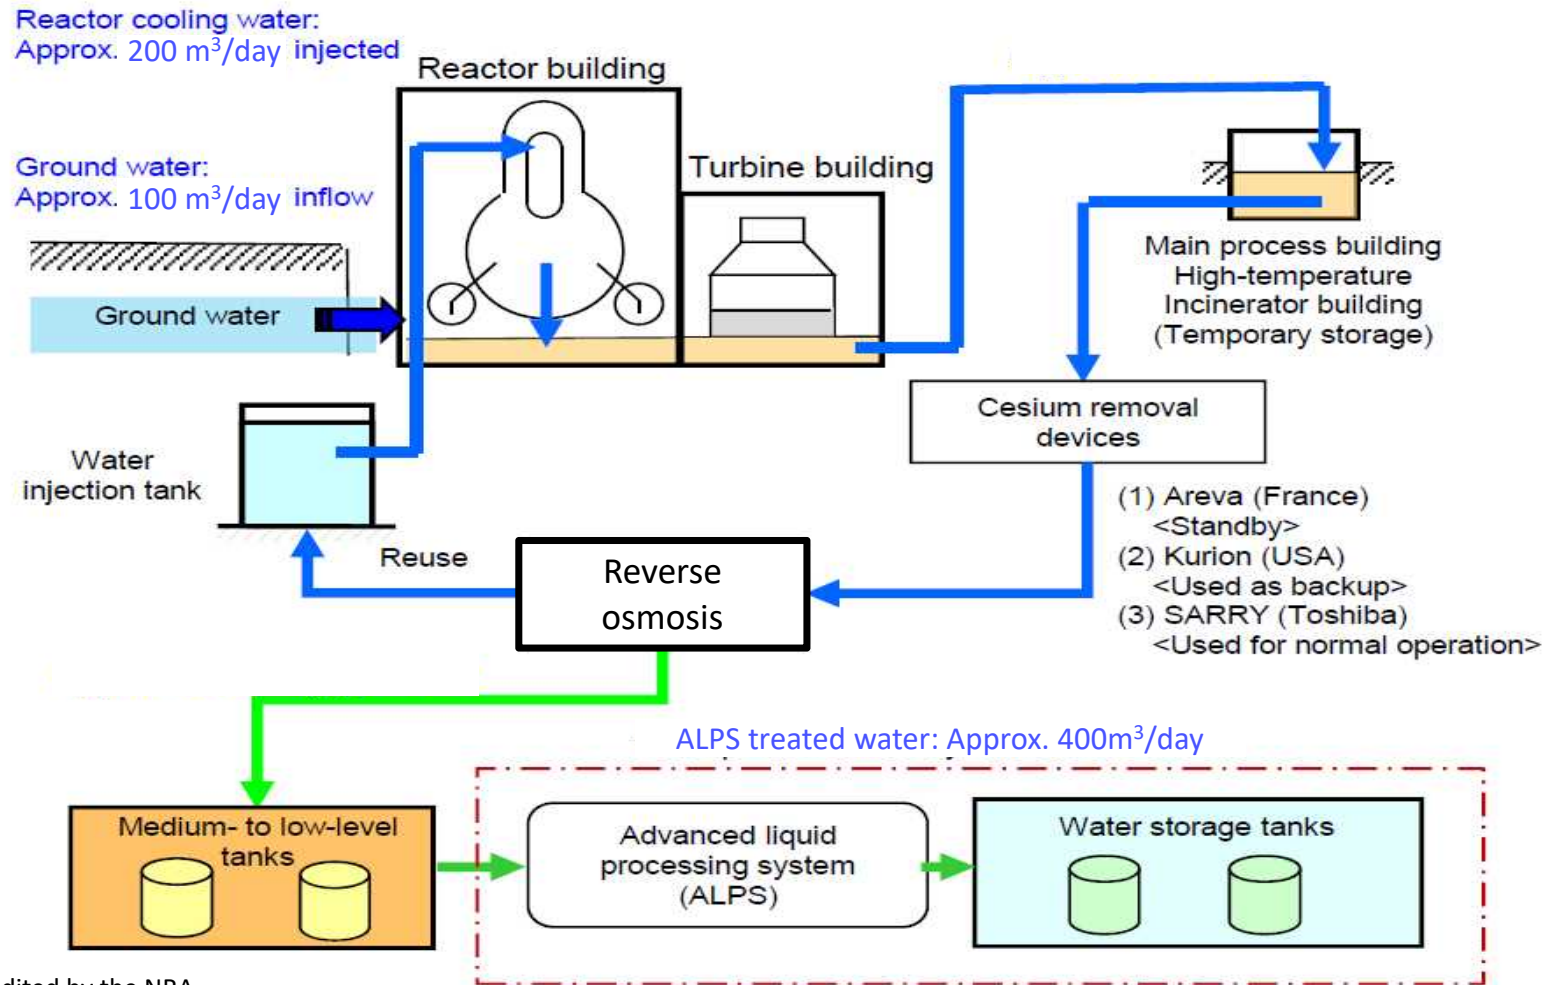 Reactor cooling water:
Approx. 200 m³/day injected
Reactor building
Ground water:
Approx. 100 m³/day inflow
Turbine building
Ground water
Main process building
High-temperature
Incinerator building
(Temporary storage)
Cesium removal
devices
Water
injection tank
(1) Areva (France)
<Standby>
(2) Kurion (USA)
<Used as backup>
(3) SARRY (Toshiba)
<Used for normal operation>
Reuse
Reverse
osmosis
ALPS treated water: Approx. 400m³/day
Medium- to low-level
tanks
Advanced liquid
processing system
(ALPS)
Water storage tanks